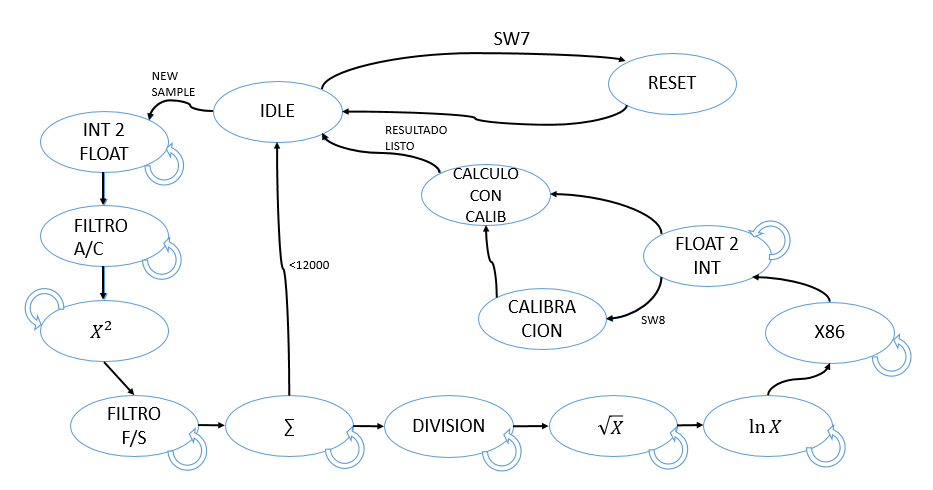 SW7
RESET
NEW
SAMPLE
IDLE
INT 2
FLOAT
RESULTADO
LISTO
CALCULO
CON
CALIB
FILTRO
A/C
FLOAT 2
INT
<12000
CALIBRA
CION
SW8
X²
X86
FILTRO
F/S
∑
DIVISION
√X
ln X